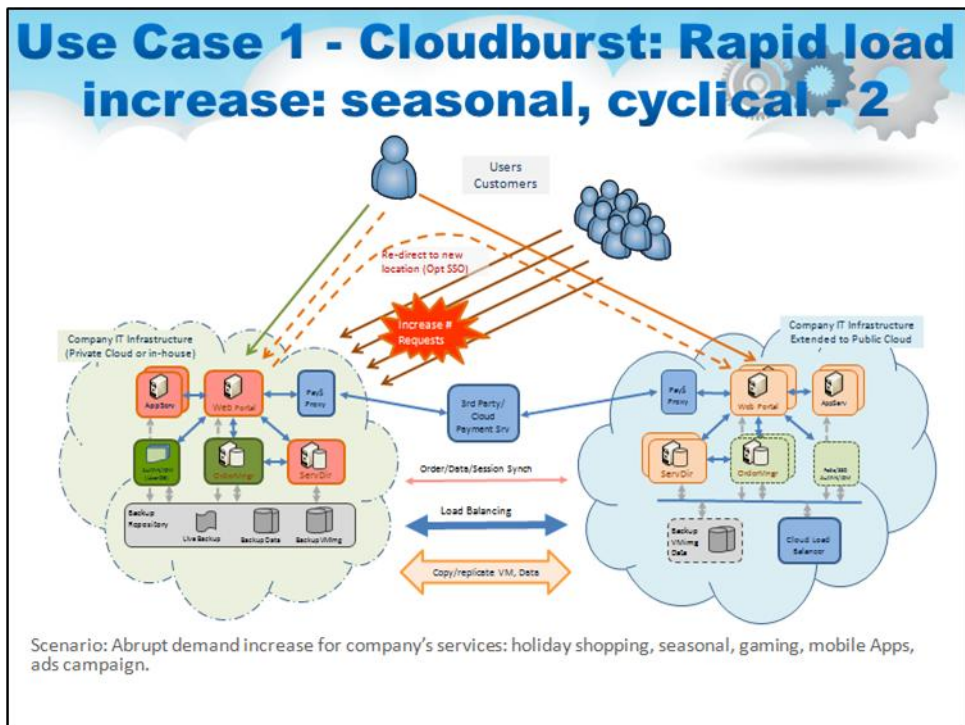 Use Case 1 - Cloudburst: Rapid load
increase: seasonal, cyclical - 2
Users
Customers
Re-direct to new
location (Opt SSO)
Increase #
Requests
Company IT Infrastructure
(Private Cloud or in-house)
Company IT Infrastructure
Extended to Public Cloud
AppServ
Web Portal
PayS
Proxy
3rd Party/
Cloud
Payment Srv
PayS
Proxy
Web Portal
AppServ
OrderMngr
ServDir
ServDir
OrderMngr
Order/Data/Session Synch
Backup
Repository
Live Backup
Backup Data
Backup VMImg
Load Balancing
Backup
VMImg
Data
Cloud Load
Balancer
Copy/replicate VM, Data
Scenario: Abrupt demand increase for company's services: holiday shopping, seasonal, gaming, mobile Apps,
ads campaign.